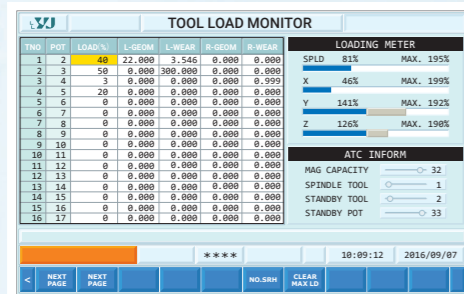 TOOL LOAD MONITOR
TNO POT LOAD(%) L-GEOM L-WEAR R-GEOM R-WEAR
1 2 40 22.000 3.546 0.000 0.000
2 3 50 0.000 300.000 0.000 0.000
3 4 3 0.000 0.000 0.000 0.999
4 5 20 0.000 0.000 0.000 0.000
5 6 0 0.000 0.000 0.000 0.000
6 7 0 0.000 0.000 0.000 0.000
7 8 0 0.000 0.000 0.000 0.000
8 9 0 0.000 0.000 0.000 0.000
9 10 0 0.000 0.000 0.000 0.000
10 11 0 0.000 0.000 0.000 0.000
11 12 0 0.000 0.000 0.000 0.000
12 13 0 0.000 0.000 0.000 0.000
13 14 0 0.000 0.000 0.000 0.000
14 15 0 0.000 0.000 0.000 0.000
15 16 0 0.000 0.000 0.000 0.000
16 17 0 0.000 0.000 0.000 0.000
LOADING METER
SPLD 81% MAX. 195%
X 46% MAX. 199%
Y 141% MAX. 192%
Z 126% MAX. 190%
ATC INFORM
MAG CAPACITY 32
SPINDLE TOOL 1
STANDBY TOOL 2
STANDBY POT 33
**** 10:09:12 2016/09/07
< NEXT PAGE NEXT PAGE NO.SRH CLEAR MAX LD